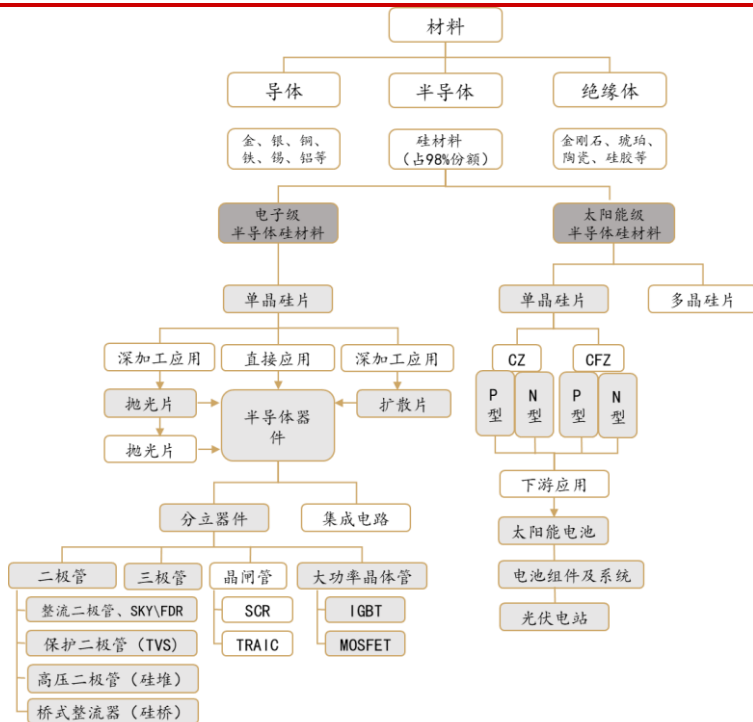 材料
导体
半导体
绝缘体
金、银、铜、
铁、锡、铝等
硅材料
(占98%份额)
金刚石、琥珀、
陶瓷、硅胶等
电子级
半导体硅材料
太阳能级
半导体硅材料
单晶硅片
单晶硅片
多晶硅片
深加工应用
直接应用
深加工应用
CZ
CFZ
抛光片
半导体器
件
扩散片
P
型
N
型
P
型
N
型
抛光片
下游应用
分立器件
集成电路
太阳能电池
二极管
三极管
晶闸管
大功率晶体管
电池组件及系统
整流二极管、SKY\FDR
SCR
IGBT
光伏电站
保护二极管(TVS)
TRAIC
MOSFET
高压二极管(硅堆)
桥式整流器(硅桥)